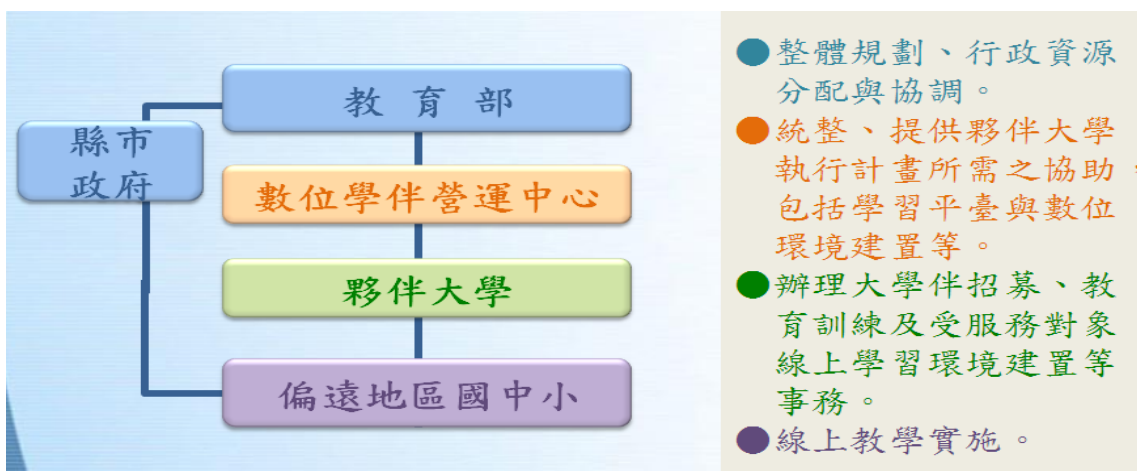 教育部
縣市
政府
數位學伴營運中心
夥伴大學
偏遠地區國中小
●整體規劃、行政資源
分配與協調。
●統整、提供夥伴大學
執行計畫所需之協助，
包括學習平臺與數位
環境建置等。
●辦理大學伴招募、教
育訓練及受服務對象
線上學習環境建置等
事務。
●線上教學實施。